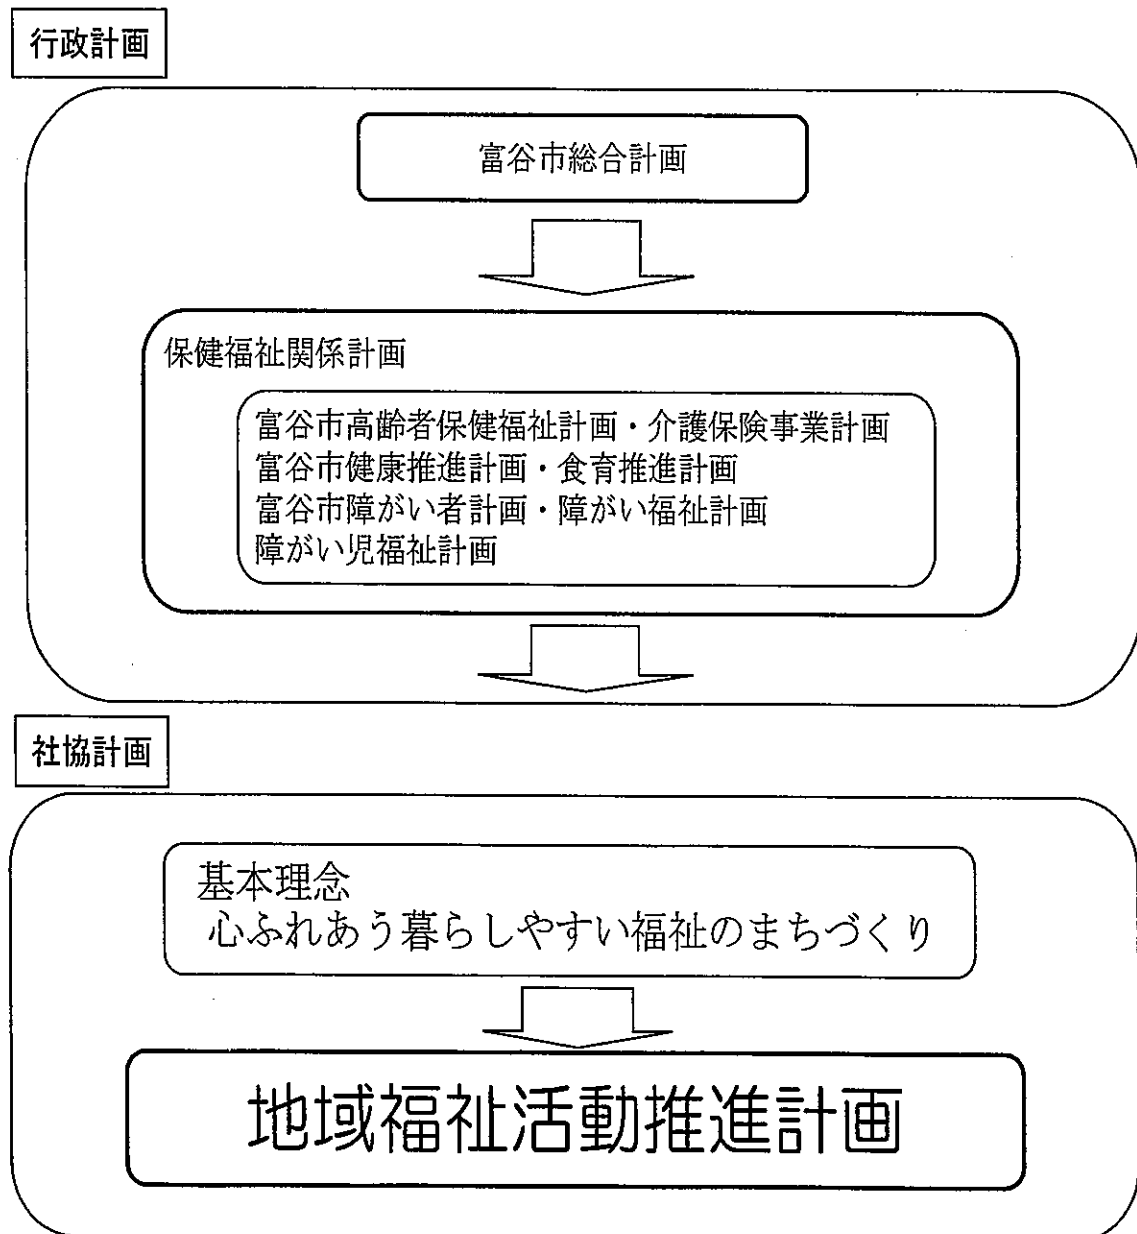 行政計画
富谷市総合計画
保健福祉関係計画
富谷市高齢者保健福祉計画・介護保険事業計画
富谷市健康推進計画・食育推進計画
富谷市障がい者計画・障がい福祉計画
障がい児福祉計画
社協計画
基本理念
心ふれあう暮らしやすい福祉のまちづくり
地域福祉活動推進計画